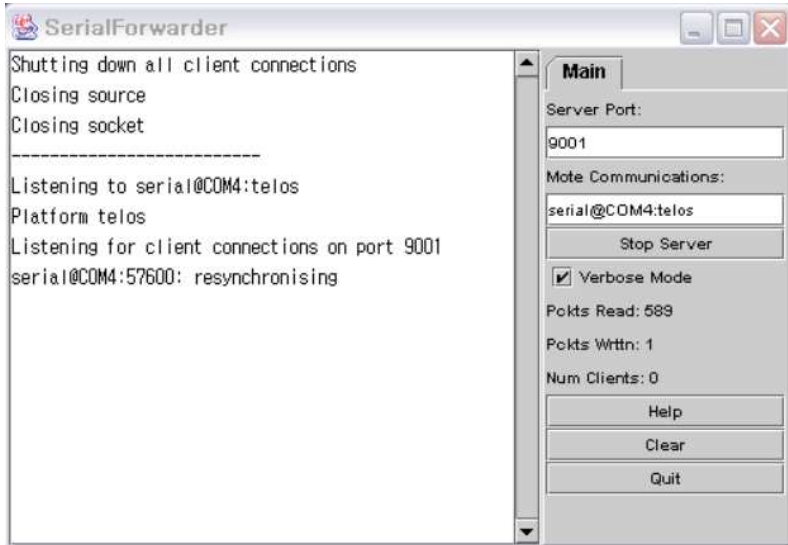 SerialForwarder
Shutting down all client connections
Closing source
Closing socket
--------------------------
Listening to serial@COM4:telos
Platform telos
Listening for client connections on port 9001
serial@COM4:57600: resynchronising
Main
Server Port:
9001
Mote Communications:
serial@COM4:telos
Stop Server
Verbose Mode
Pckts Read: 589
Pckts Wrttn: 1
Num Clients: 0
Help
Clear
Quit